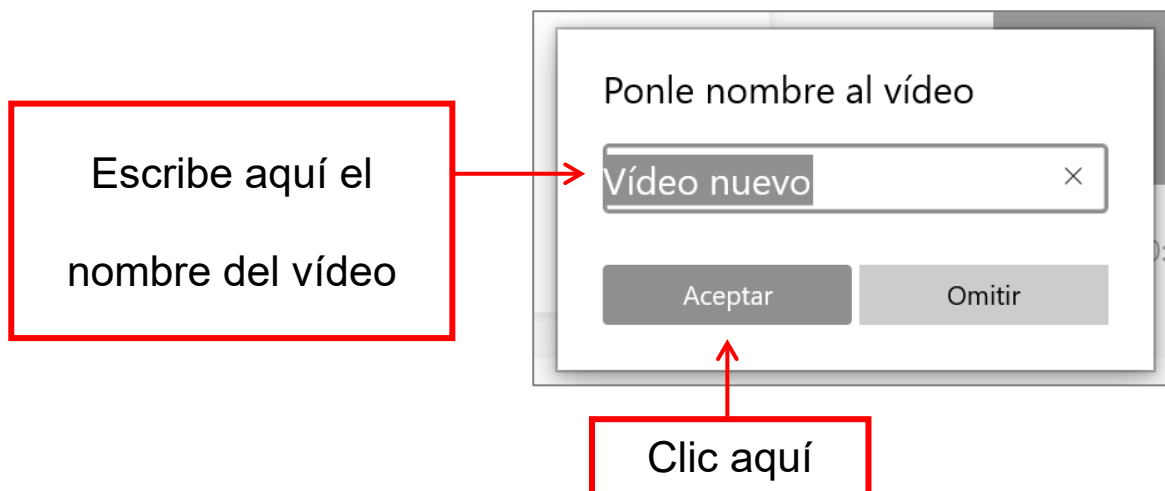 Ponle nombre al vídeo
Escribe aquí el
nombre del vídeo
Vídeo nuevo
Aceptar
Omitir
Clic aquí